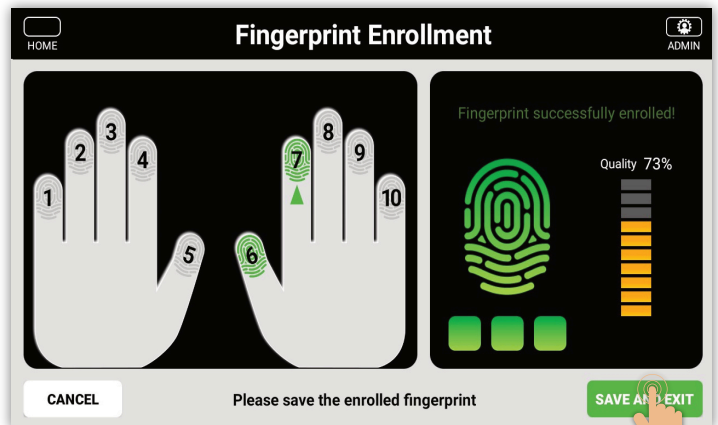 HOME
Fingerprint Enrollment
ADMIN
1
2
3
4
5
6
7
8
9
10
Fingerprint successfully enrolled!
Quality 73%
CANCEL
Please save the enrolled fingerprint
SAVE AND EXIT